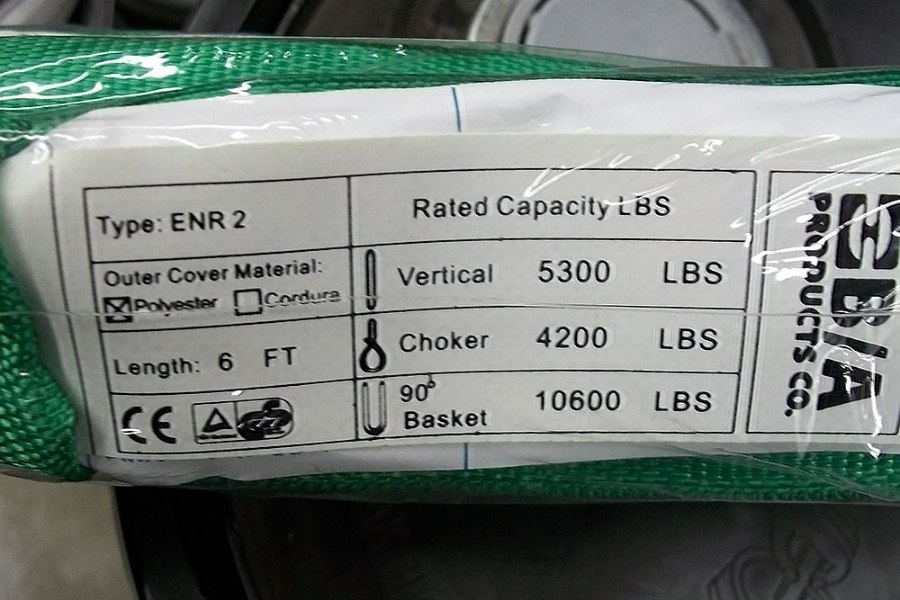 Type: ENR 2
Rated Capacity LBS
Outer Cover Material:
Polyester Cordura
Vertical 5300 LBS
Choker 4200 LBS
Length: 6 FT
90°
Basket 10600 LBS
CE
PRODUCTS CO.